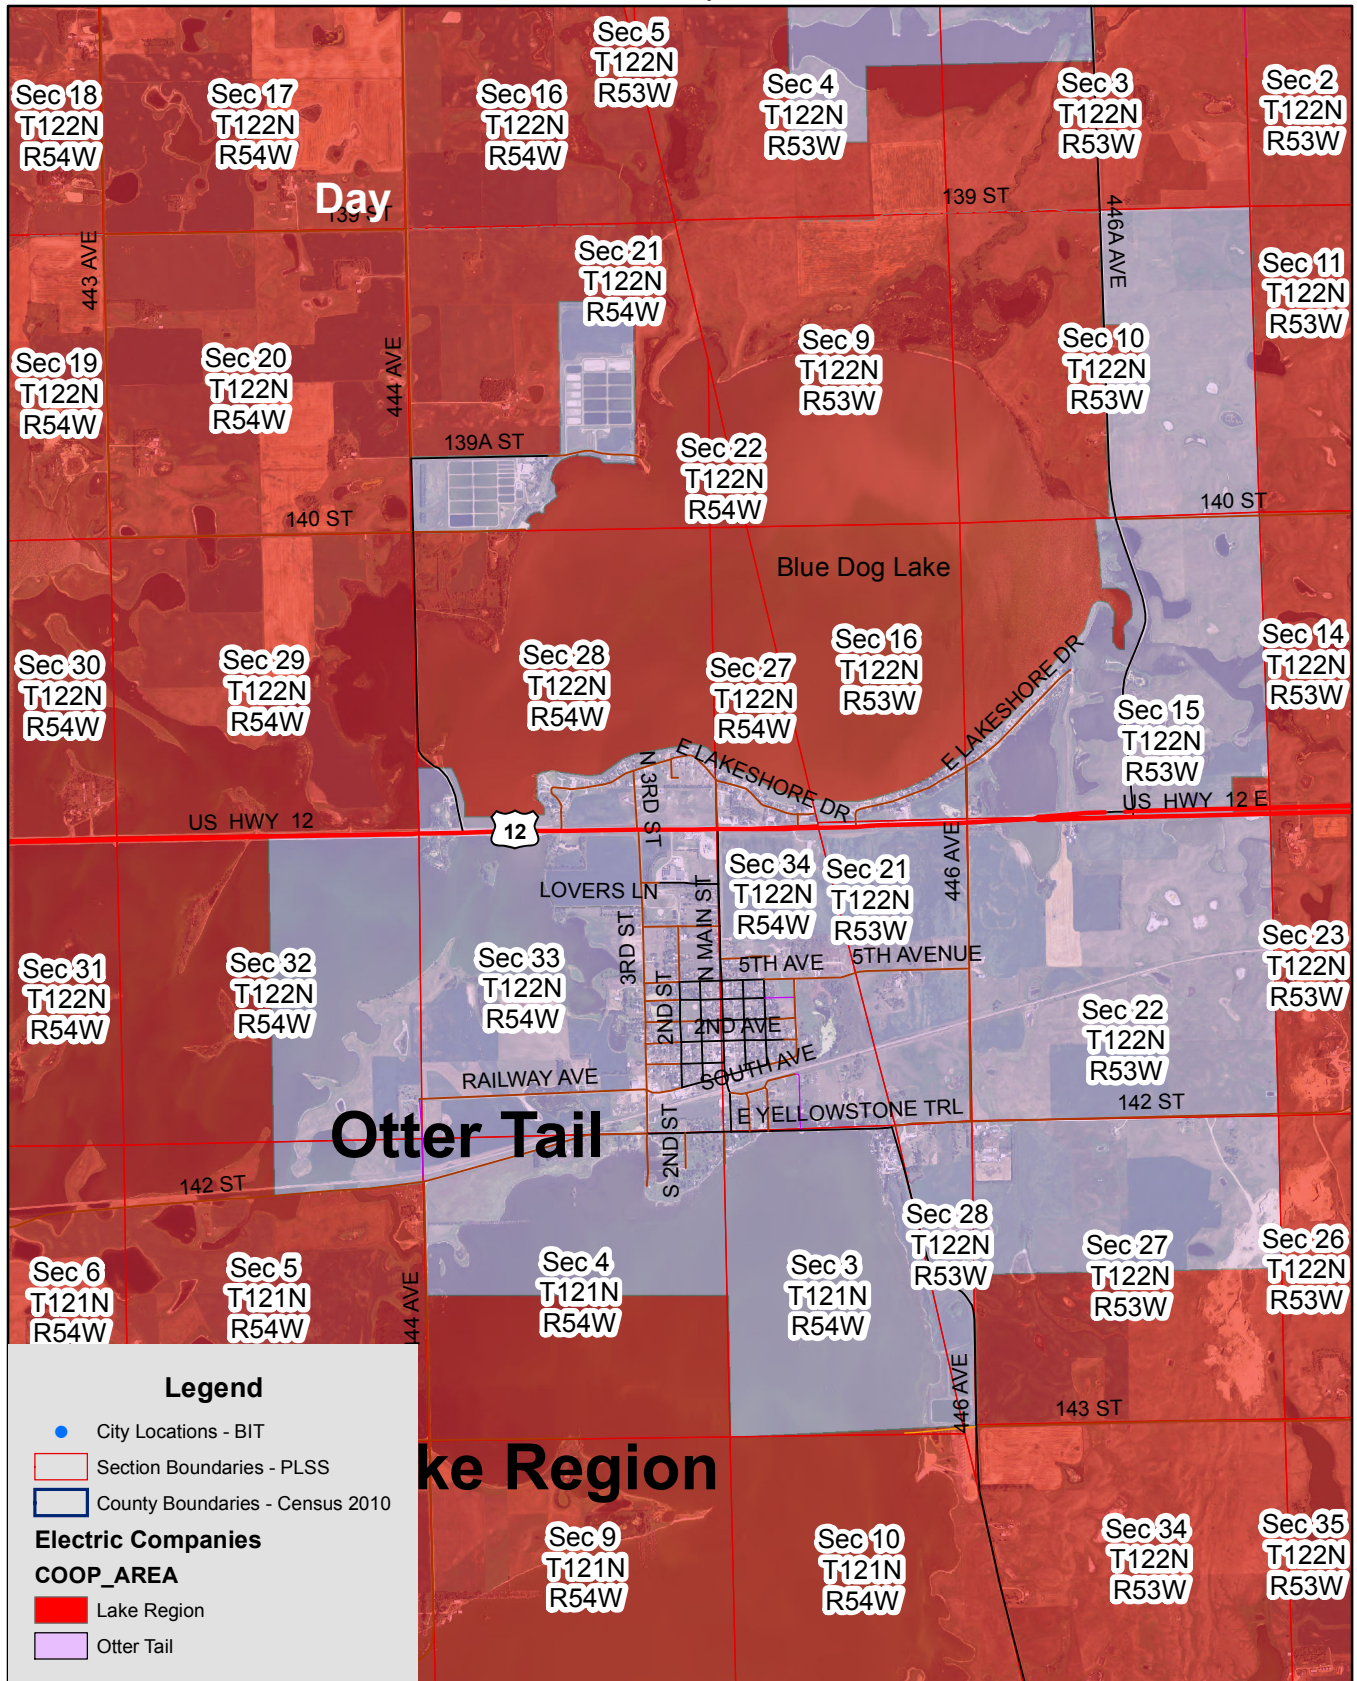 Sec 5
T122N
R53W
Sec 18
T122N
R54W
Sec 17
T122N
R54W
Sec 16
T122N
R54W
Sec 4
T122N
R53W
Sec 3
T122N
R53W
Sec 2
T122N
R53W
Day
139 ST
139 ST
443 AVE
446A AVE
Sec 21
T122N
R54W
Sec 11
T122N
R53W
Sec 19
T122N
R54W
Sec 20
T122N
R54W
444 AVE
Sec 9
T122N
R53W
Sec 10
T122N
R53W
139A ST
Sec 22
T122N
R54W
140 ST
140 ST
Blue Dog Lake
Sec 30
T122N
R54W
Sec 29
T122N
R54W
Sec 28
T122N
R54W
Sec 27
T122N
R54W
Sec 16
T122N
R53W
Sec 14
T122N
R53W
E LAKESHORE DR
Sec 15
T122N
R53W
N 3RD ST
E LAKESHORE DR
US HWY 12
12
US HWY 12 E
LOVERS LN
N MAIN ST
Sec 34
T122N
R54W
Sec 21
T122N
R53W
446 AVE
Sec 31
T122N
R54W
Sec 32
T122N
R54W
Sec 33
T122N
R54W
3RD ST
5TH AVE
5TH AVENUE
Sec 23
T122N
R53W
2ND ST
2ND AVE
Sec 22
T122N
R53W
RAILWAY AVE
SOUTH AVE
E YELLOWSTONE TRL
142 ST
Otter Tail
S 2ND ST
142 ST
Sec 6
T121N
R54W
Sec 5
T121N
R54W
44 AVE
Sec 4
T121N
R54W
Sec 3
T121N
R54W
Sec 28
T122N
R53W
Sec 27
T122N
R53W
Sec 26
T122N
R53W
446 AVE
143 ST
ke Region
Sec 9
T121N
R54W
Sec 10
T121N
R54W
Sec 34
T122N
R53W
Sec 35
T122N
R53W
Legend
City Locations - BIT
Section Boundaries - PLSS
County Boundaries - Census 2010
Electric Companies
COOP_AREA
Lake Region
Otter Tail